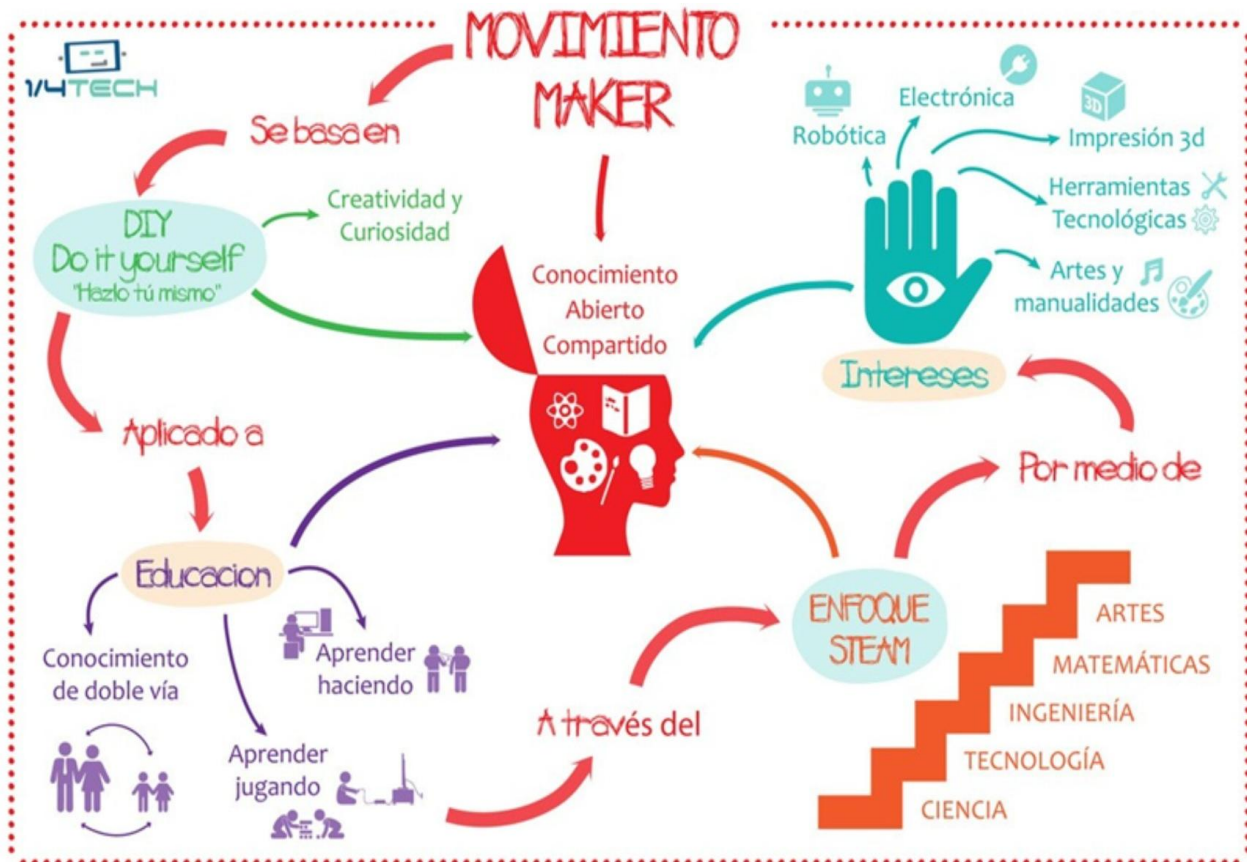 MOVIMIENTO
MAKER
1/4TECH
Se basa en
DIY
Do it yourself
"Hazlo tú mismo"
Creatividad y
Curiosidad
Conocimiento
Abierto
Compartido
Robótica
Electrónica
3D
Impresión 3d
Herramientas
Tecnológicas
Artes y
manualidades
Intereses
Aplicado a
Educacion
Conocimiento
de doble vía
Aprender
haciendo
Aprender
jugando
A través del
ENFOQUE
STEAM
Por medio de
ARTES
MATEMÁTICAS
INGENIERÍA
TECNOLOGÍA
CIENCIA